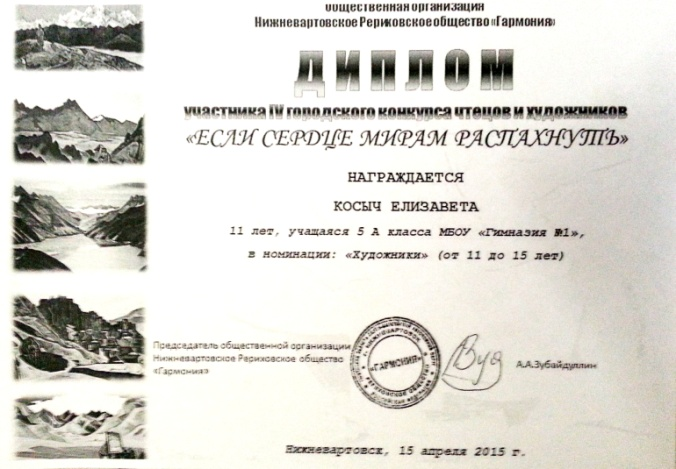 общественная организация
Нижневартовское Рериховское общество «Гармония»
ДИПЛОМ
участника IV городского конкурса чтецов и художников
«ЕСЛИ СЕРДЦЕ МИРАМ РАСПАХНУТЬ»
НАГРАЖДАЕТСЯ
КОСЫЧ ЕЛИЗАВЕТА
11 лет, учащаяся 5 А класса МБОУ «Гимназия №1»,
в номинации: «Художники» (от 11 до 15 лет)
Председатель общественной организации
Нижневартовское Рериховское общество
«Гармония»
«ГАРМОНИЯ»
А.А.Зубайдуллин
Нижневартовск, 15 апреля 2015 г.